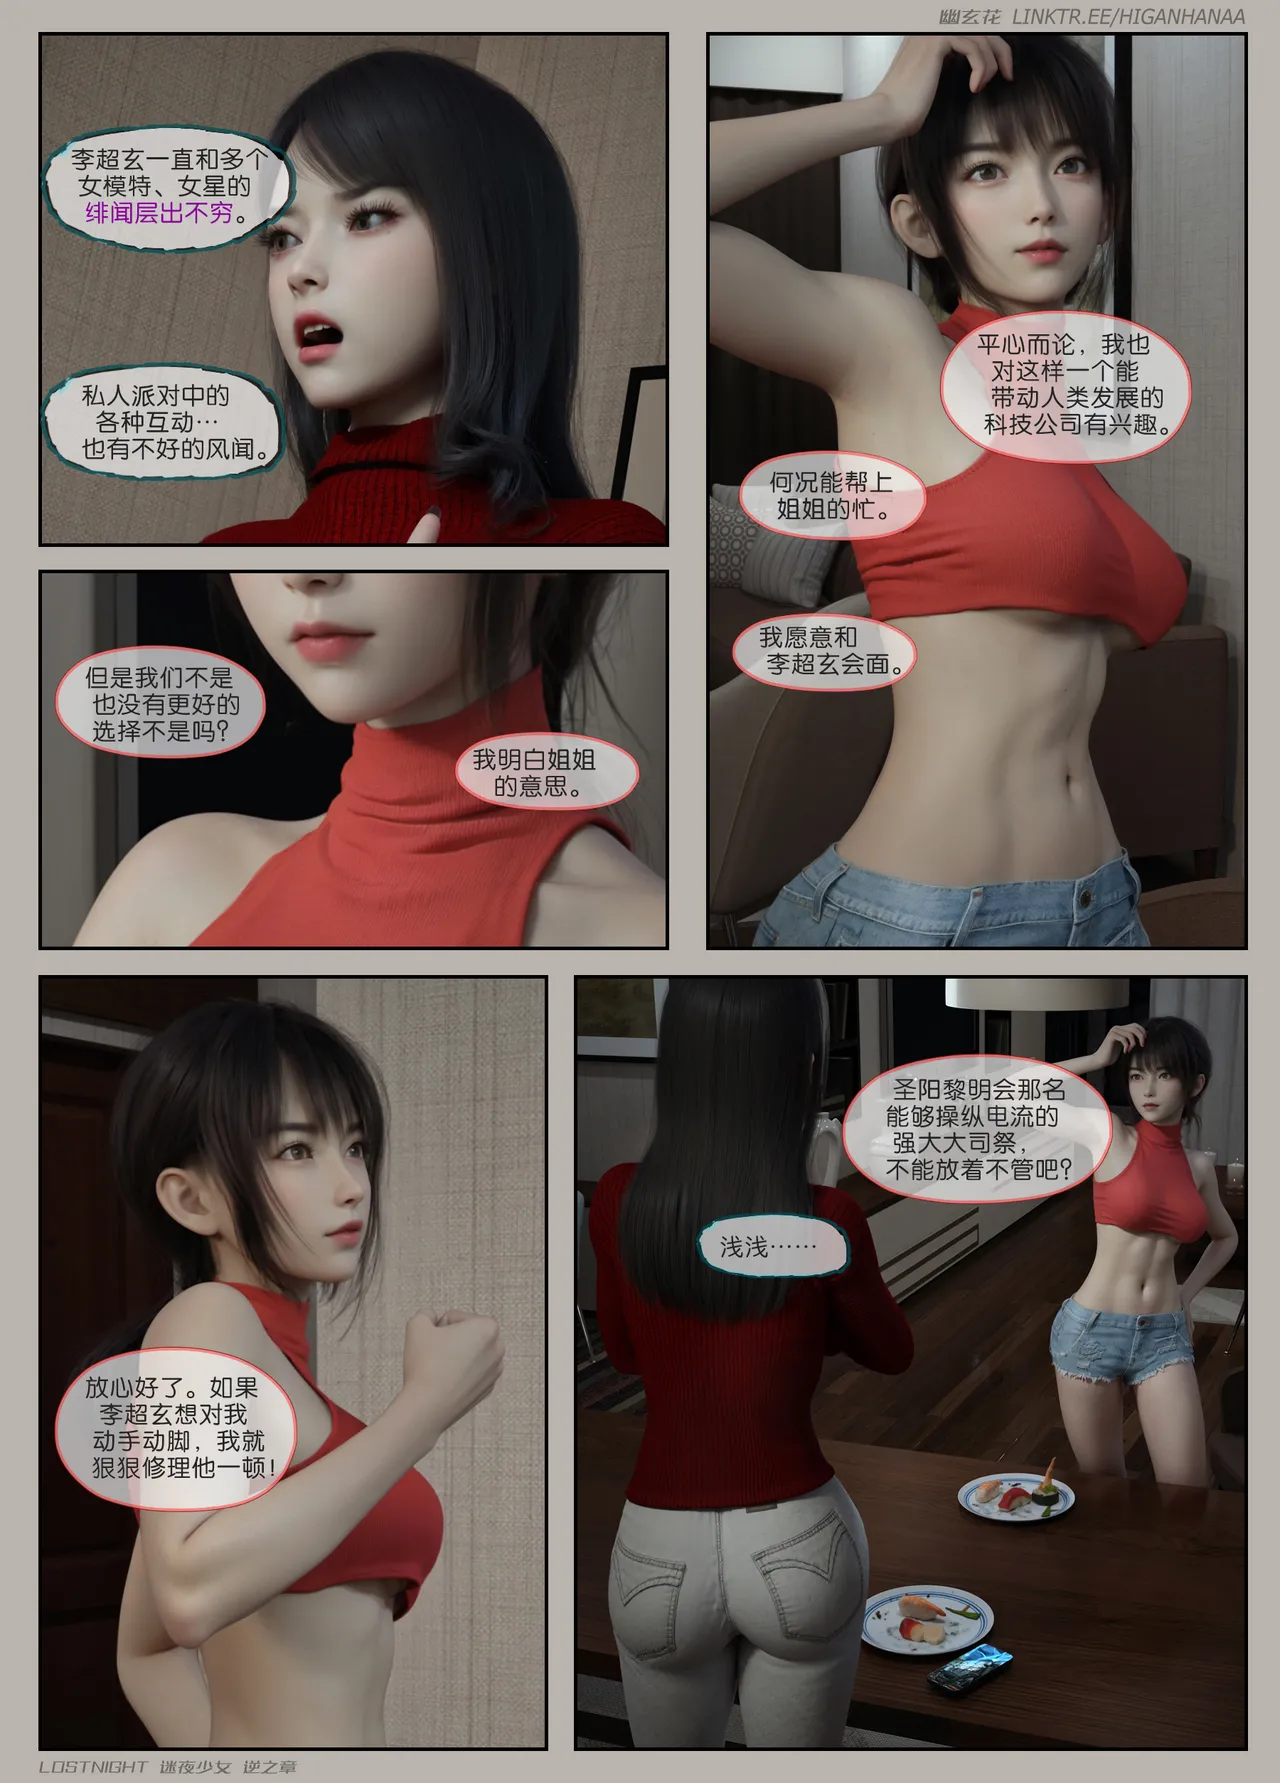 幽玄花 LINKTR.EE/HIGANHANAA
李超玄一直和多个
女模特、女星的
绯闻层出不穷。
私人派对中的
各种互动…
也有不好的风闻。
但是我们不是
也没有更好的
选择不是吗？
我明白姐姐
的意思。
平心而论，我也
对这样一个能
带动人类发展的
科技公司有兴趣。
何况能帮上
姐姐的忙。
我愿意和
李超玄会面。
放心好了。如果
李超玄想对我
动手动脚，我就
狠狠修理他一顿！
圣阳黎明会那名
能够操纵电流的
强大大司祭，
不能放着不管吧？
浅浅……
LOSTNIGHT 迷夜少女 逆之章